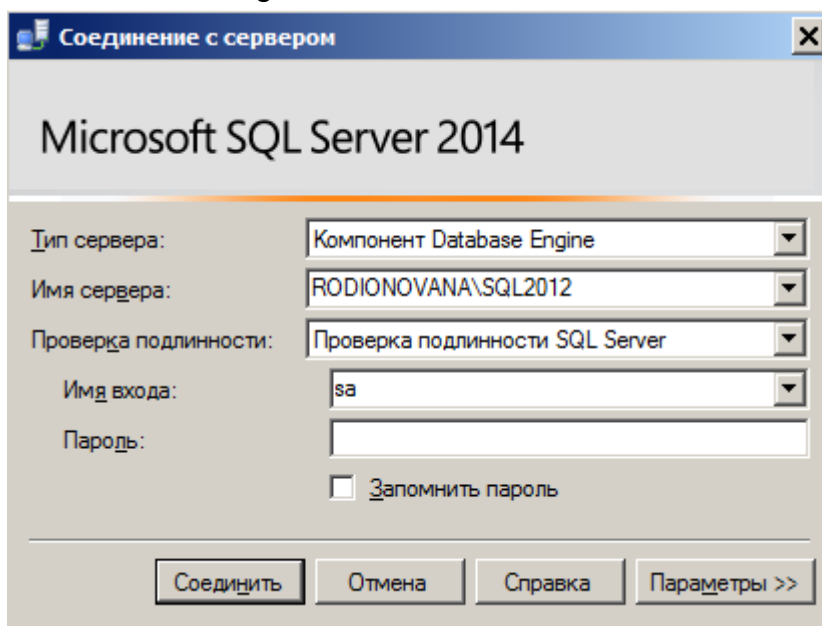 Соединение с сервером
Microsoft SQL Server 2014
Тип сервера: Компонент Database Engine
Имя сервера: RODIONOVANA\SQL2012
Проверка подлинности: Проверка подлинности SQL Server
Имя входа: sa
Пароль:
Запомнить пароль
Соединить Отмена Справка Параметры >>